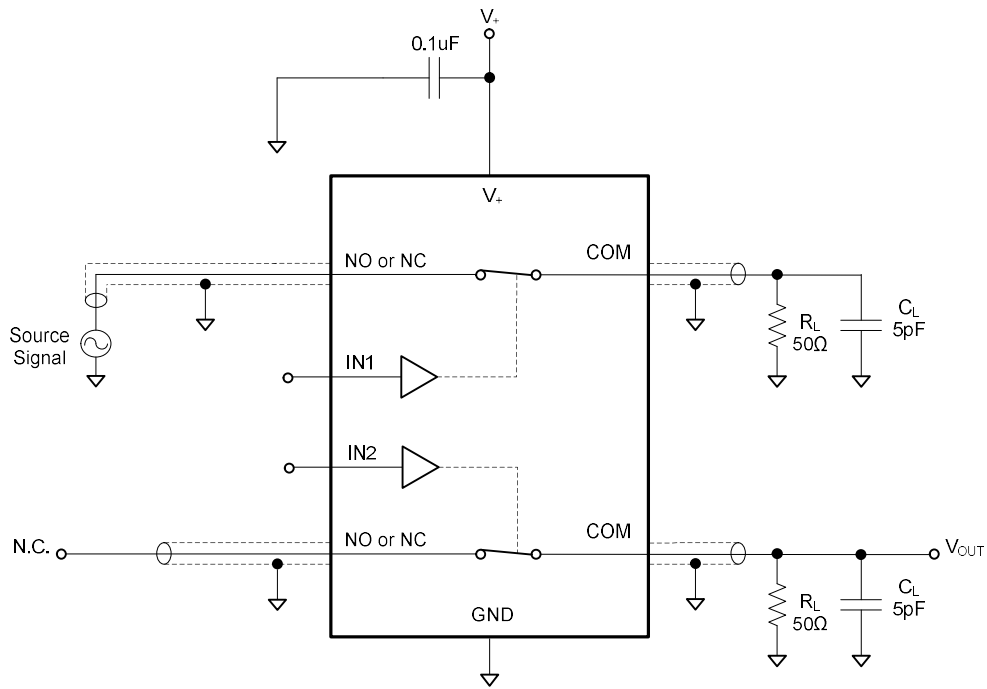 V+
0.1uF
V+
NO or NC
COM
Source
Signal
RL
50Ω
CL
5pF
IN1
IN2
N.C.
NO or NC
COM
VOUT
RL
50Ω
CL
5pF
GND